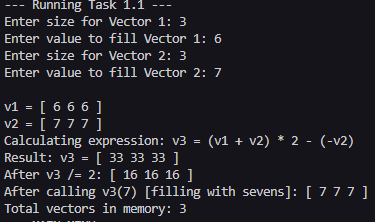 --- Running Task 1.1 ---
Enter size for Vector 1: 3
Enter value to fill Vector 1: 6
Enter size for Vector 2: 3
Enter value to fill Vector 2: 7

v1 = [ 6 6 6 ]
v2 = [ 7 7 7 ]
Calculating expression: v3 = (v1 + v2) * 2 - (-v2)
Result: v3 = [ 33 33 33 ]
After v3 /= 2: [ 16 16 16 ]
After calling v3(7) [filling with sevens]: [ 7 7 7 ]
Total vectors in memory: 3